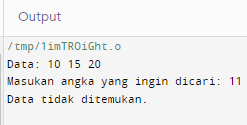 Output
/tmp/1imTROiGht.o
Data: 10 15 20
Masukan angka yang ingin dicari: 11
Data tidak ditemukan.